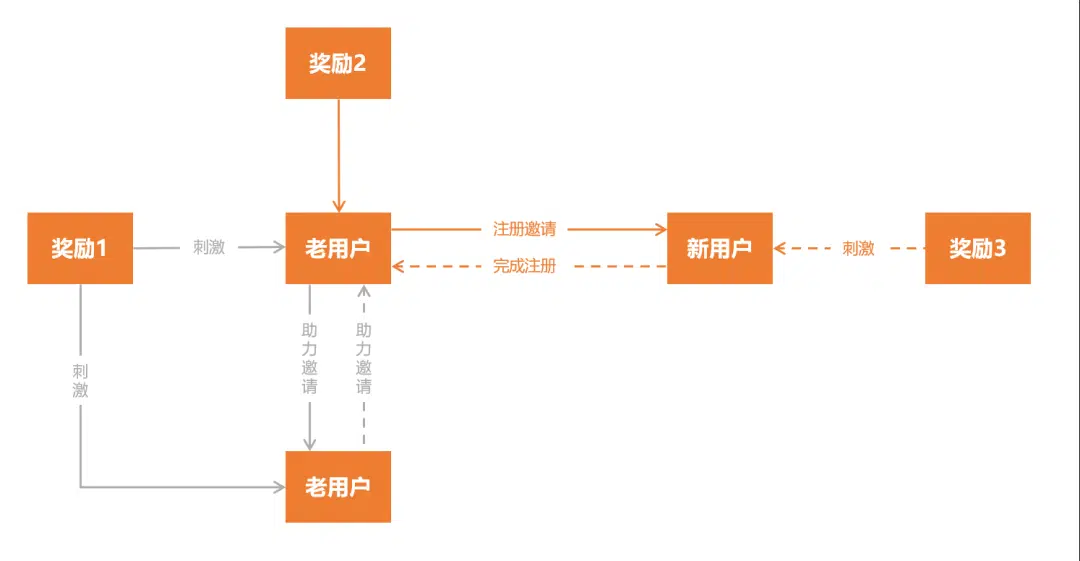 奖励2
奖励1
刺激
老用户
注册邀请
完成注册
新用户
刺激
奖励3
刺激
助力邀请
助力邀请
老用户